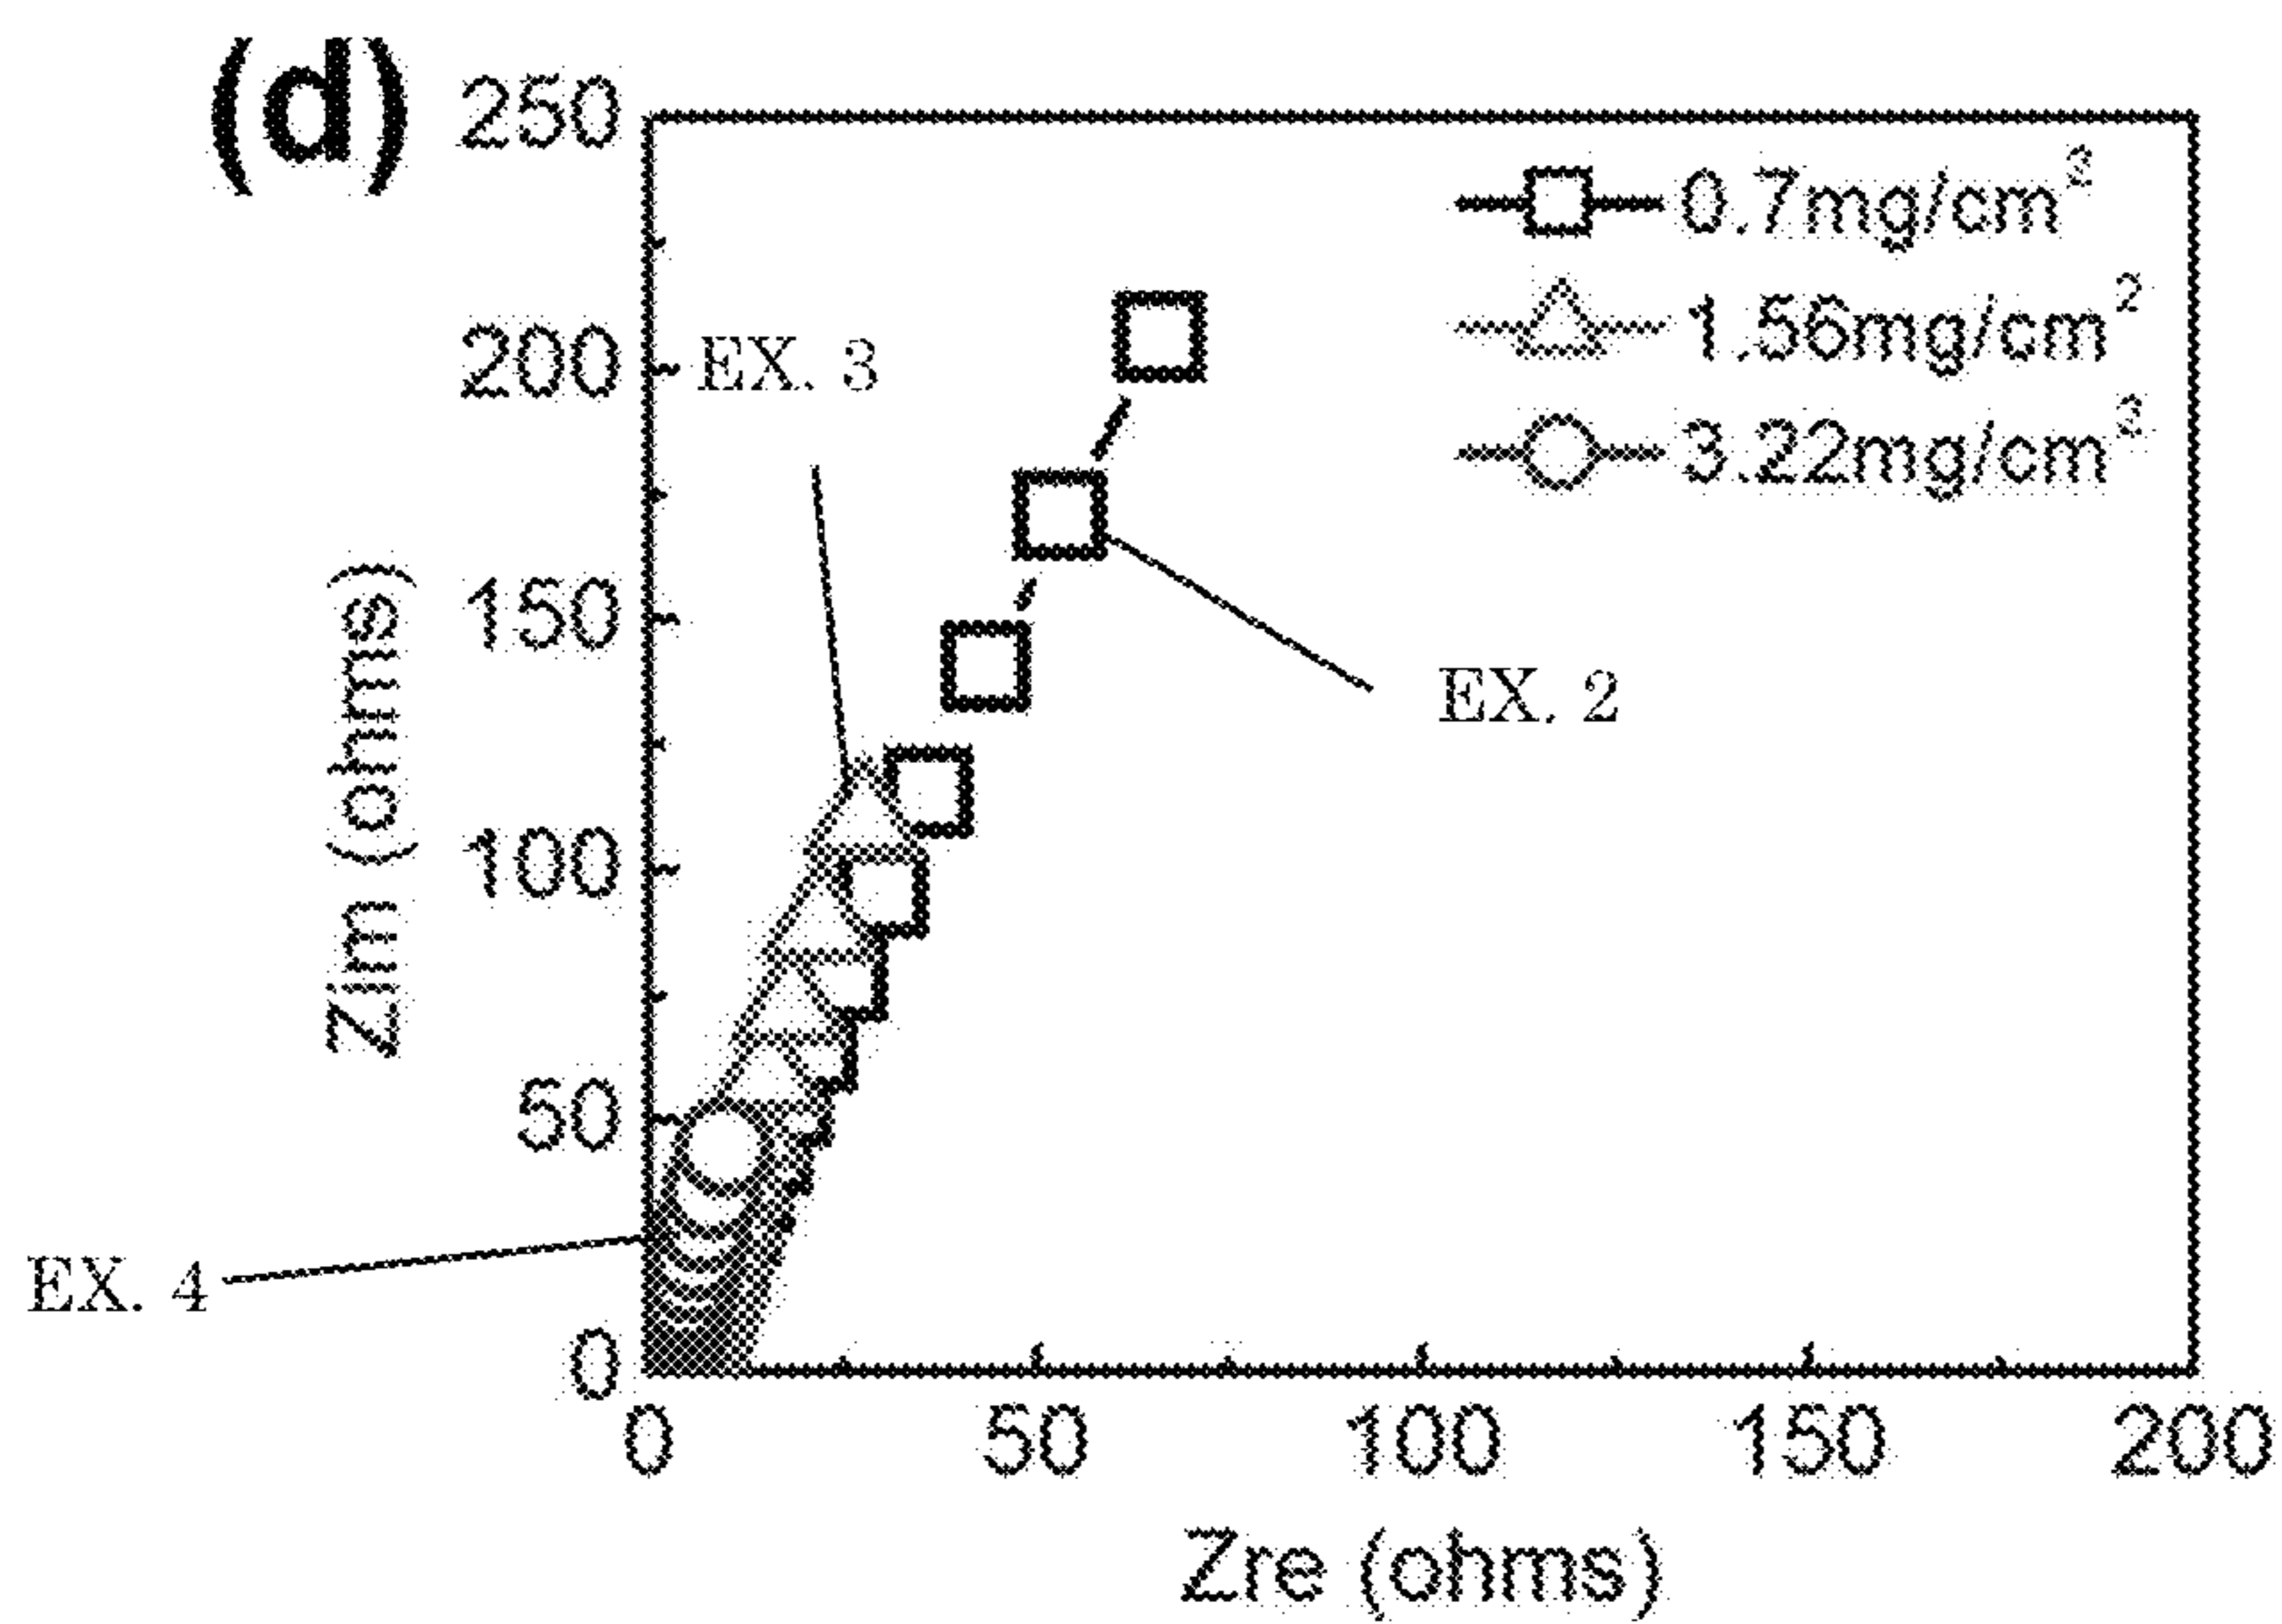 (d)
250
200
150
100
50
0
Zim (ohms)
0 50 100 150 200
Zre (ohms)
0.7mg/cm²
1.56mg/cm²
3.22mg/cm³
EX. 3
EX. 2
EX. 4